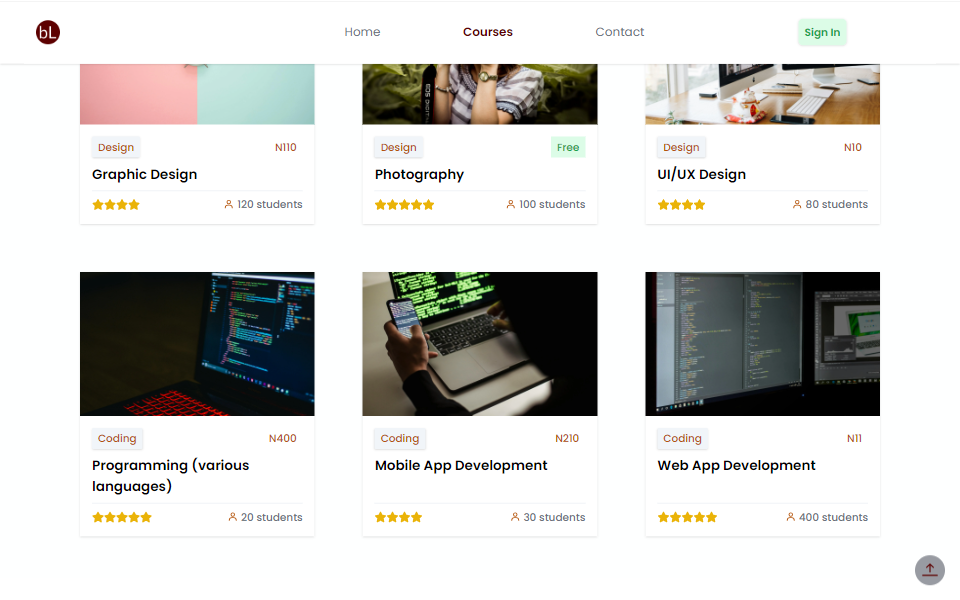 bL
Home
Courses
Contact
Sign In
Design
N110
Graphic Design
120 students
Design
Free
Photography
100 students
Design
N10
UI/UX Design
80 students
Coding
N400
Programming (various
languages)
20 students
Coding
N210
Mobile App Development
30 students
Coding
N11
Web App Development
400 students